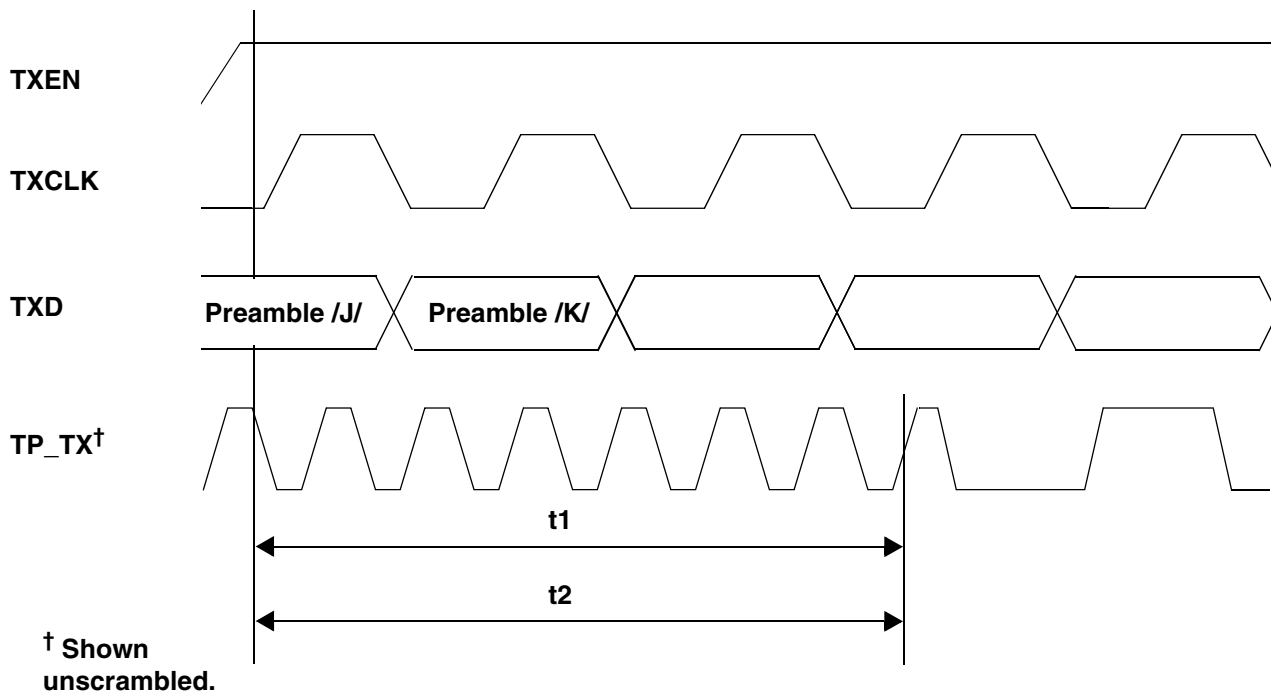 TXEN
TXCLK
TXD
Preamble /J/
Preamble /K/
TP_TX†
t1
t2
† Shown
unscrambled.